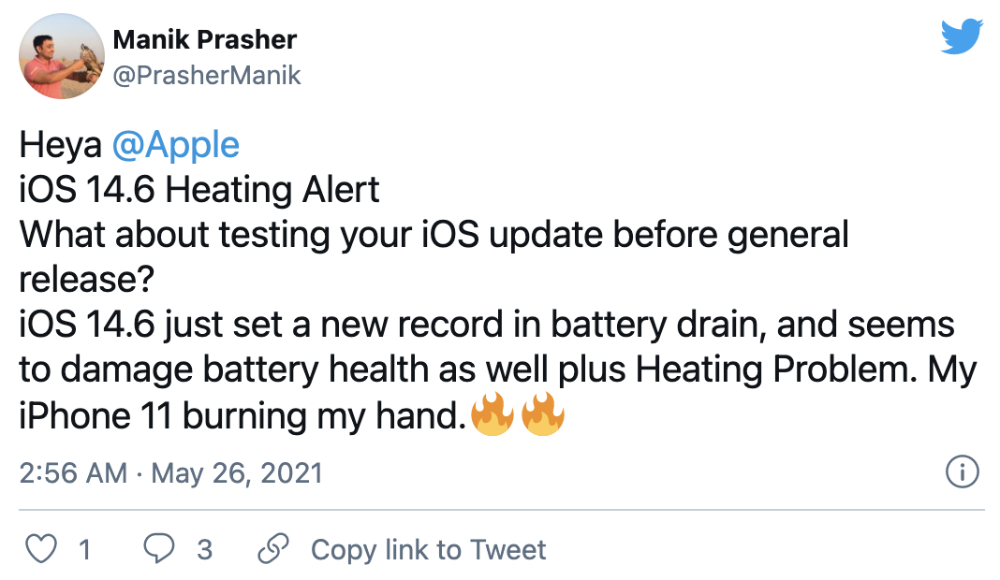 Manik Prasher
@PrasherManik
Heya @Apple
iOS 14.6 Heating Alert
What about testing your iOS update before general
release?
iOS 14.6 just set a new record in battery drain, and seems
to damage battery health as well plus Heating Problem. My
iPhone 11 burning my hand.🔥🔥
2:56 AM · May 26, 2021
1 3 Copy link to Tweet